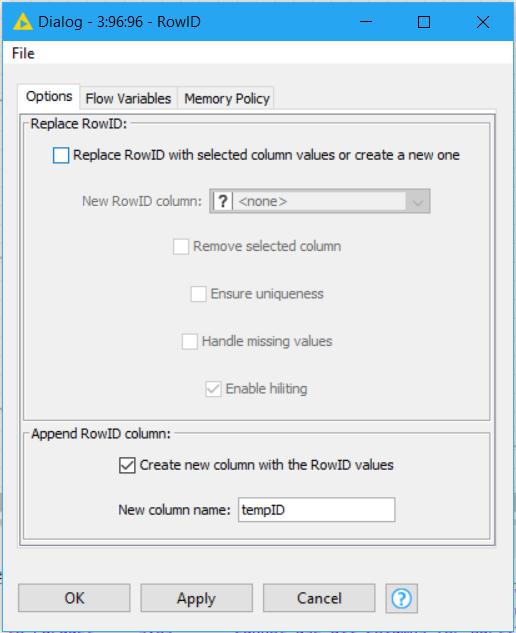 Dialog - 3:96:96 - RowID
File
Options Flow Variables Memory Policy
Replace RowID:
Replace RowID with selected column values or create a new one
New RowID column: ? <none>
Remove selected column
Ensure uniqueness
Handle missing values
Enable hiliting
Append RowID column:
Create new column with the RowID values
New column name: tempID
OK Apply Cancel ?